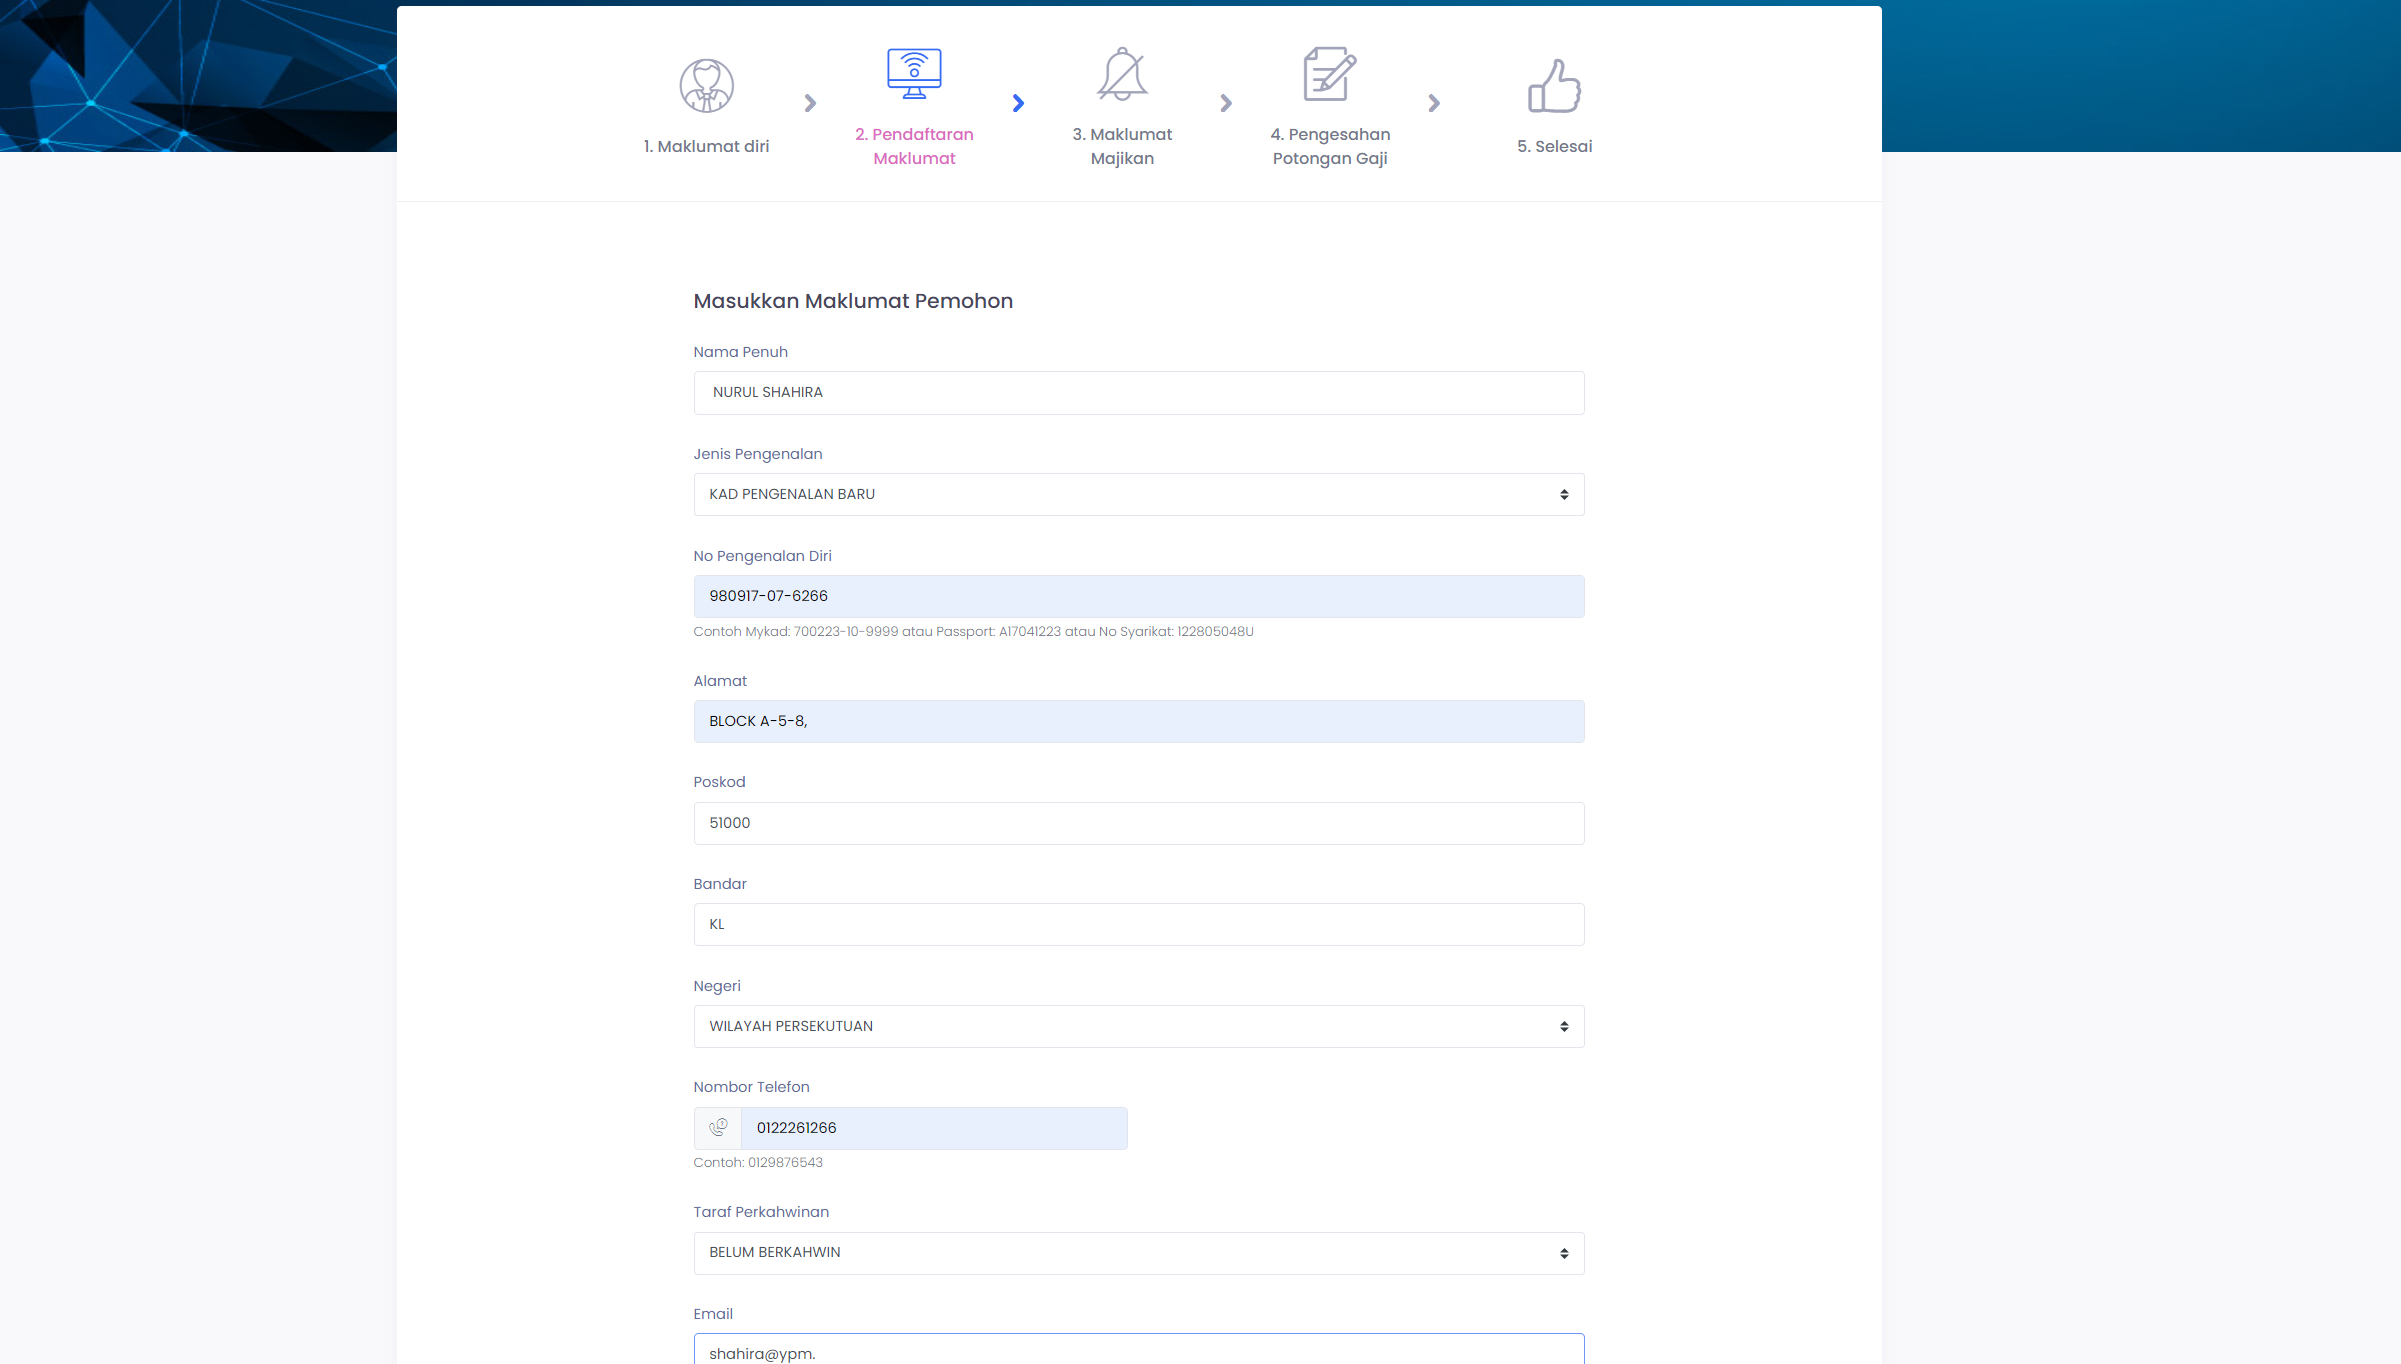 1. Maklumat diri
2. Pendaftaran
Maklumat
3. Maklumat
Majikan
4. Pengesahan
Potongan Gaji
5. Selesai
Masukkan Maklumat Pemohon
Nama Penuh
NURUL SHAHIRA
Jenis Pengenalan
KAD PENGENALAN BARU
No Pengenalan Diri
980917-07-6266
Contoh Mykad: 700223-10-9999 atau Passport: A17041223 atau No Syarikat: 122805048U
Alamat
BLOCK A-5-8,
Poskod
51000
Bandar
KL
Negeri
WILAYAH PERSEKUTUAN
Nombor Telefon
0122261266
Contoh: 0129876543
Taraf Perkahwinan
BELUM BERKAHWIN
Email
shahira@ypm.